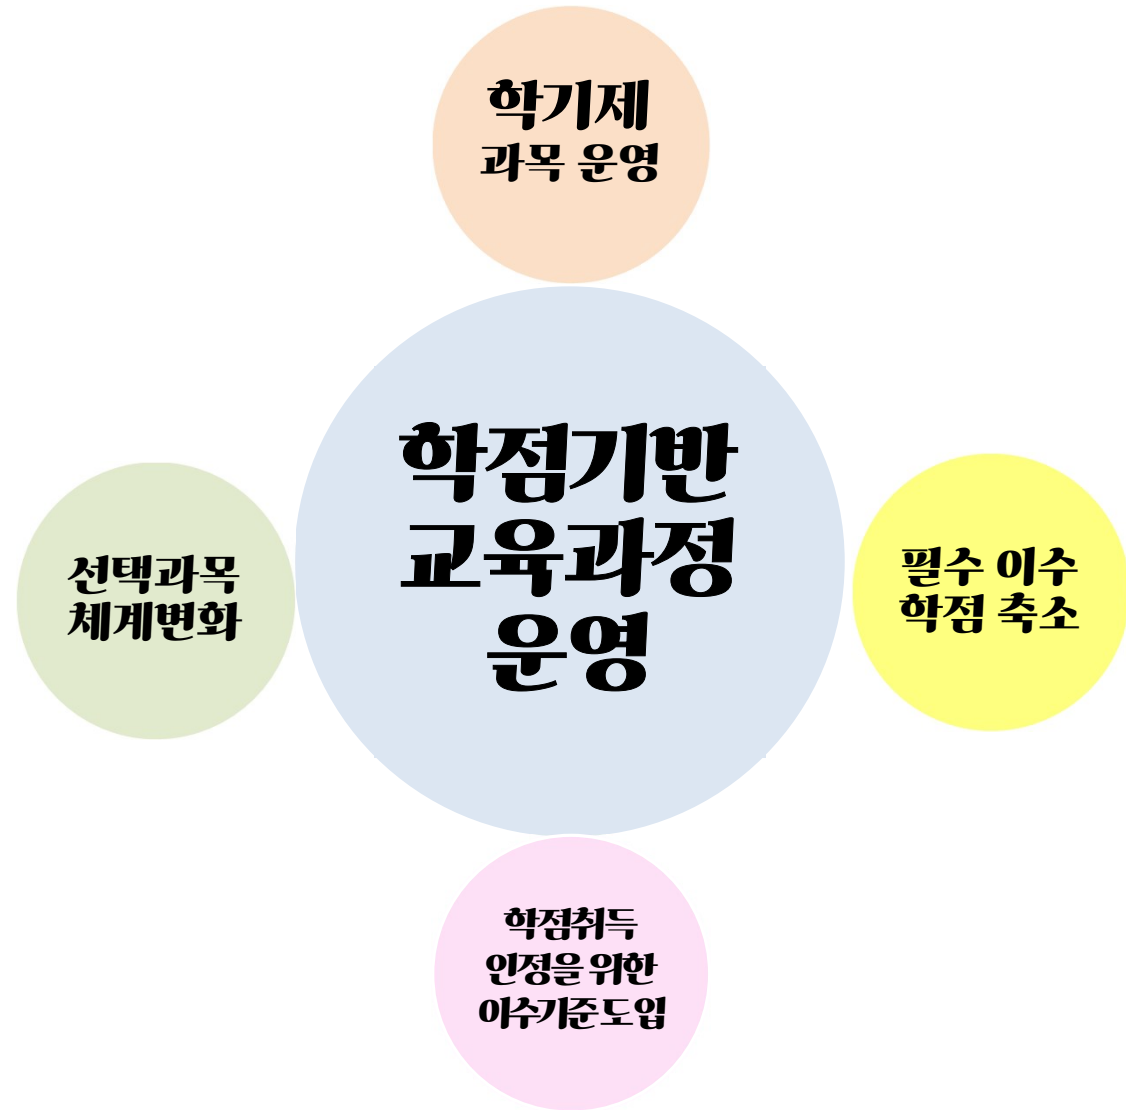 학기제
과목 운영
학점기반
교육과정
운영
선택과목
체계변화
필수 이수
학점 축소
학점취득
인정을 위한
이수기준 도입